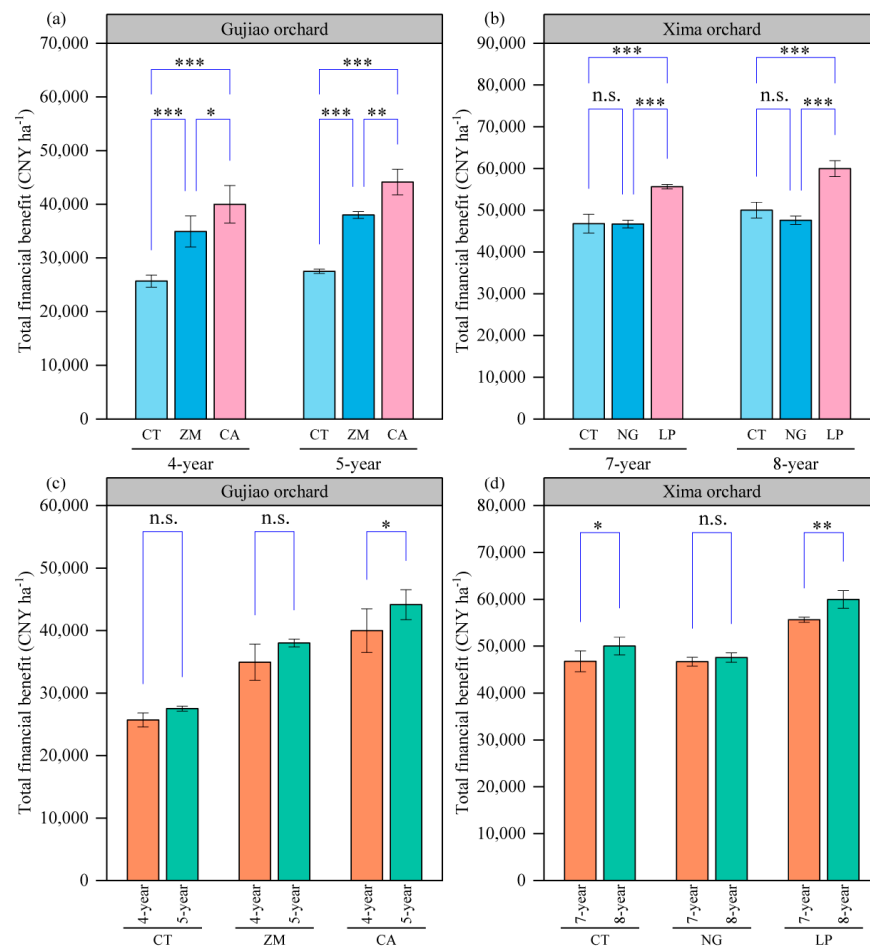 (a)
Gujiao orchard
Total financial benefit (CNY ha⁻¹)
70,000
60,000
50,000
40,000
30,000
20,000
10,000
0
***
***
*
***
***
**
CT ZM CA CT ZM CA
4-year 5-year
(b)
Xima orchard
Total financial benefit (CNY ha⁻¹)
90,000
80,000
70,000
60,000
50,000
40,000
30,000
20,000
10,000
0
***
n.s.
***
***
n.s.
***
CT NG LP CT NG LP
7-year 8-year
(c)
Gujiao orchard
Total financial benefit (CNY ha⁻¹)
60,000
50,000
40,000
30,000
20,000
10,000
0
n.s. n.s. *
4-year 5-year 4-year 5-year 4-year 5-year
CT ZM CA
(d)
Xima orchard
Total financial benefit (CNY ha⁻¹)
80,000
70,000
60,000
50,000
40,000
30,000
20,000
10,000
0
* n.s. **
7-year 8-year 7-year 8-year 7-year 8-year
CT NG LP